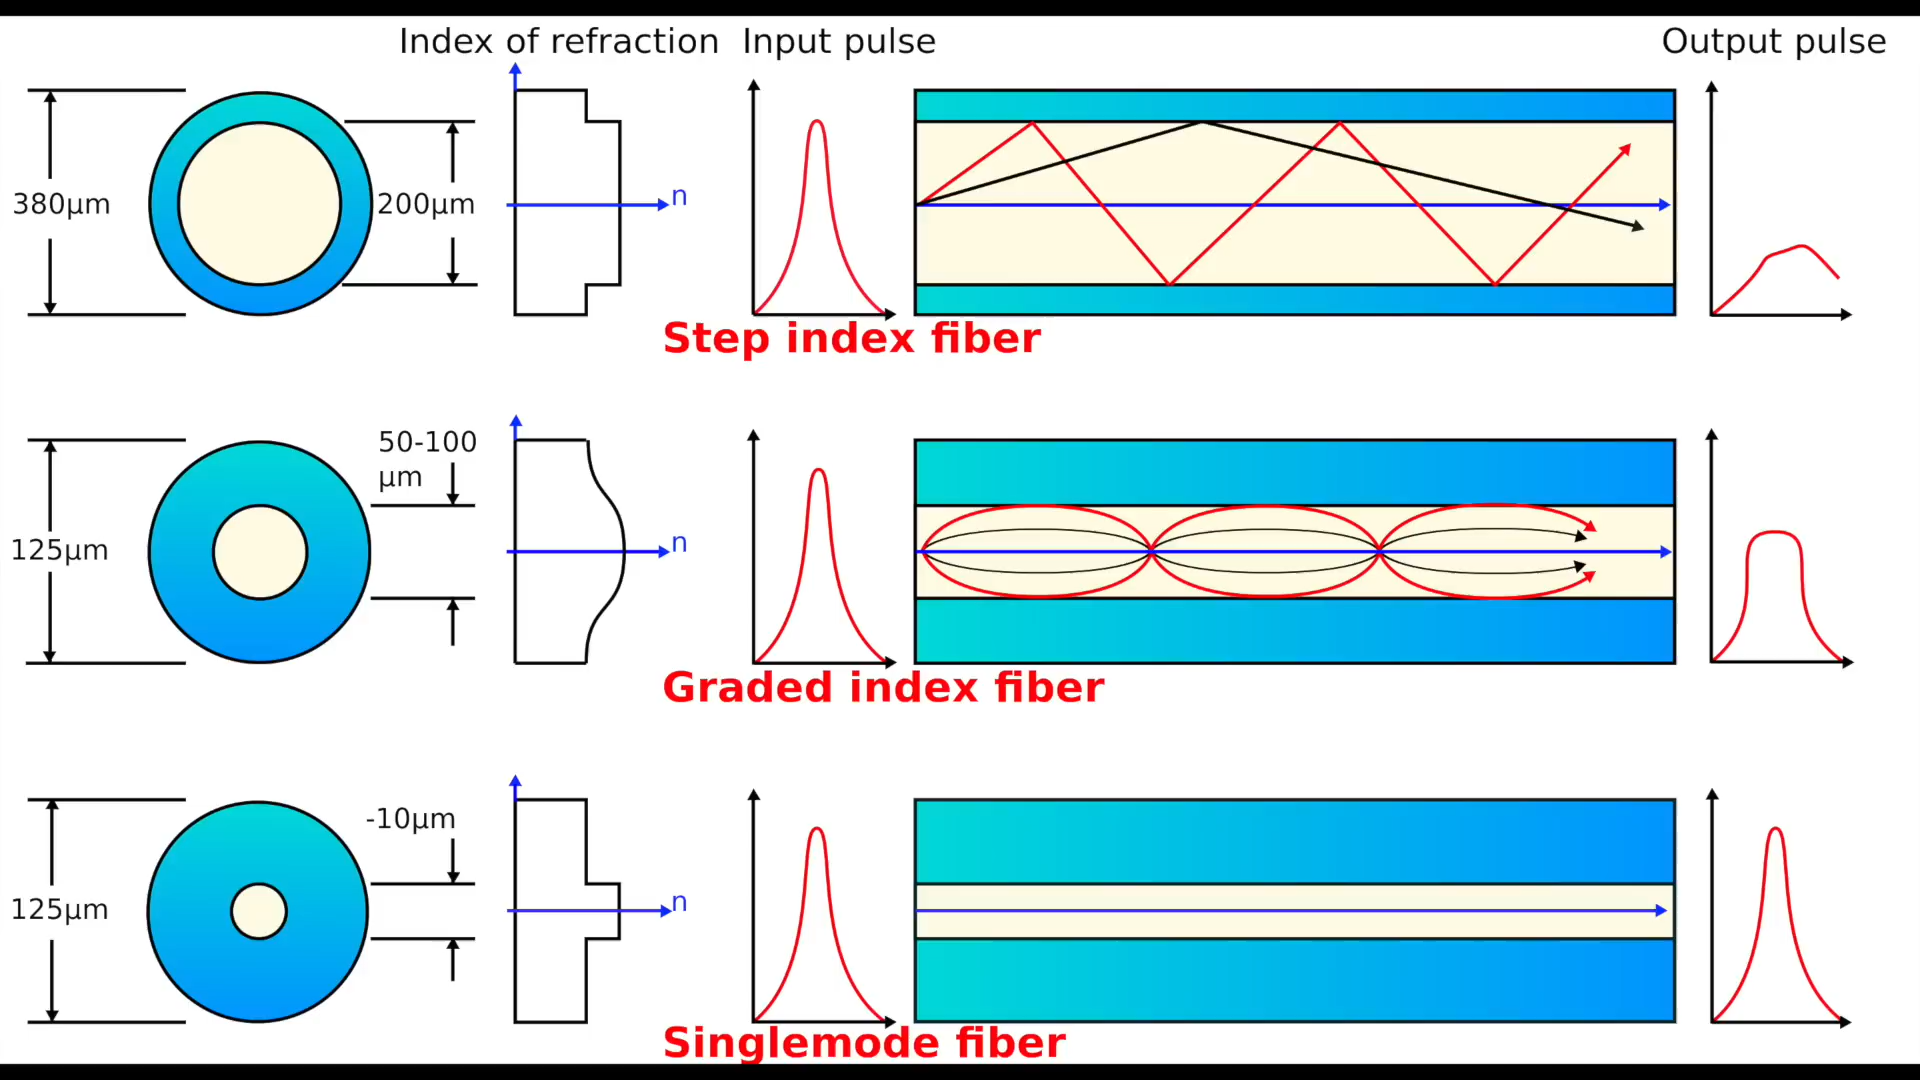 Index of refraction
Input pulse
Output pulse
380µm
200µm
n
Step index fiber
50-100
µm
125µm
n
Graded index fiber
-10µm
125µm
n
Singlemode fiber